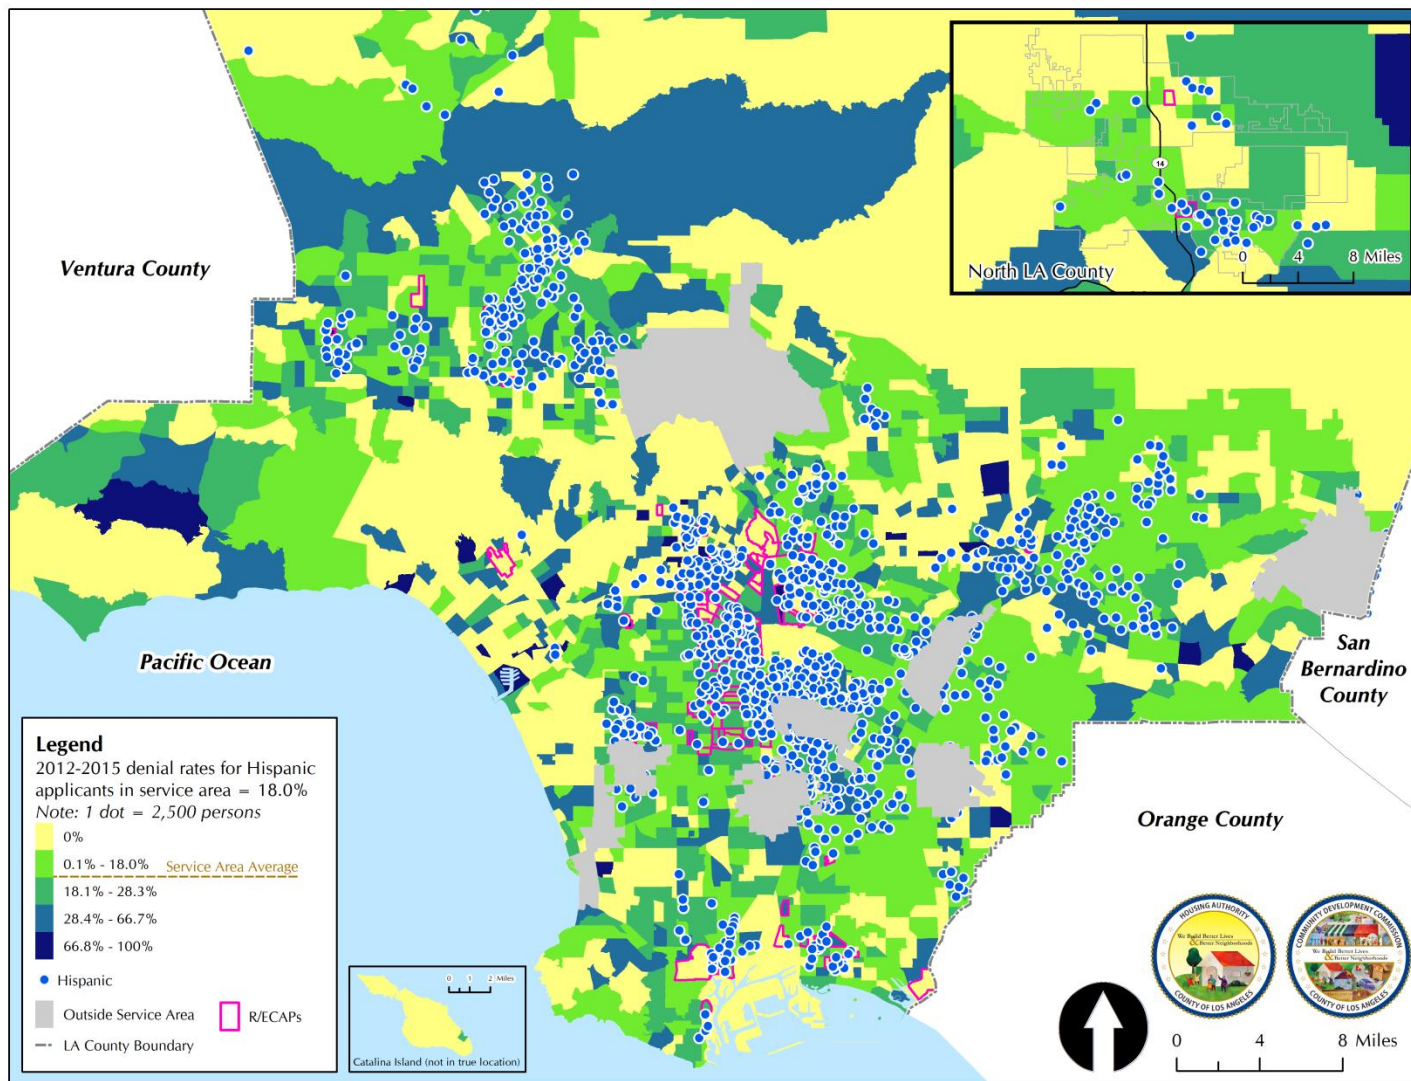 14
North LA County
0 4 8 Miles
Ventura County
Pacific Ocean
San
Bernardino
County
Orange County
Legend
2012-2015 denial rates for Hispanic
applicants in service area = 18.0%
Note: 1 dot = 2,500 persons
0%
0.1% - 18.0% Service Area Average
18.1% - 28.3%
28.4% - 66.7%
66.8% - 100%
Hispanic
Outside Service Area R/ECAPs
LA County Boundary
0 1 2 Miles
Catalina Island (not in true location)
HOUSING AUTHORITY
We Build Better Lives
& Better Neighborhoods
COUNTY OF LOS ANGELES
COMMUNITY DEVELOPMENT COMMISSION
We Build Better Lives
& Better Neighborhoods
COUNTY OF LOS ANGELES
0 4 8 Miles